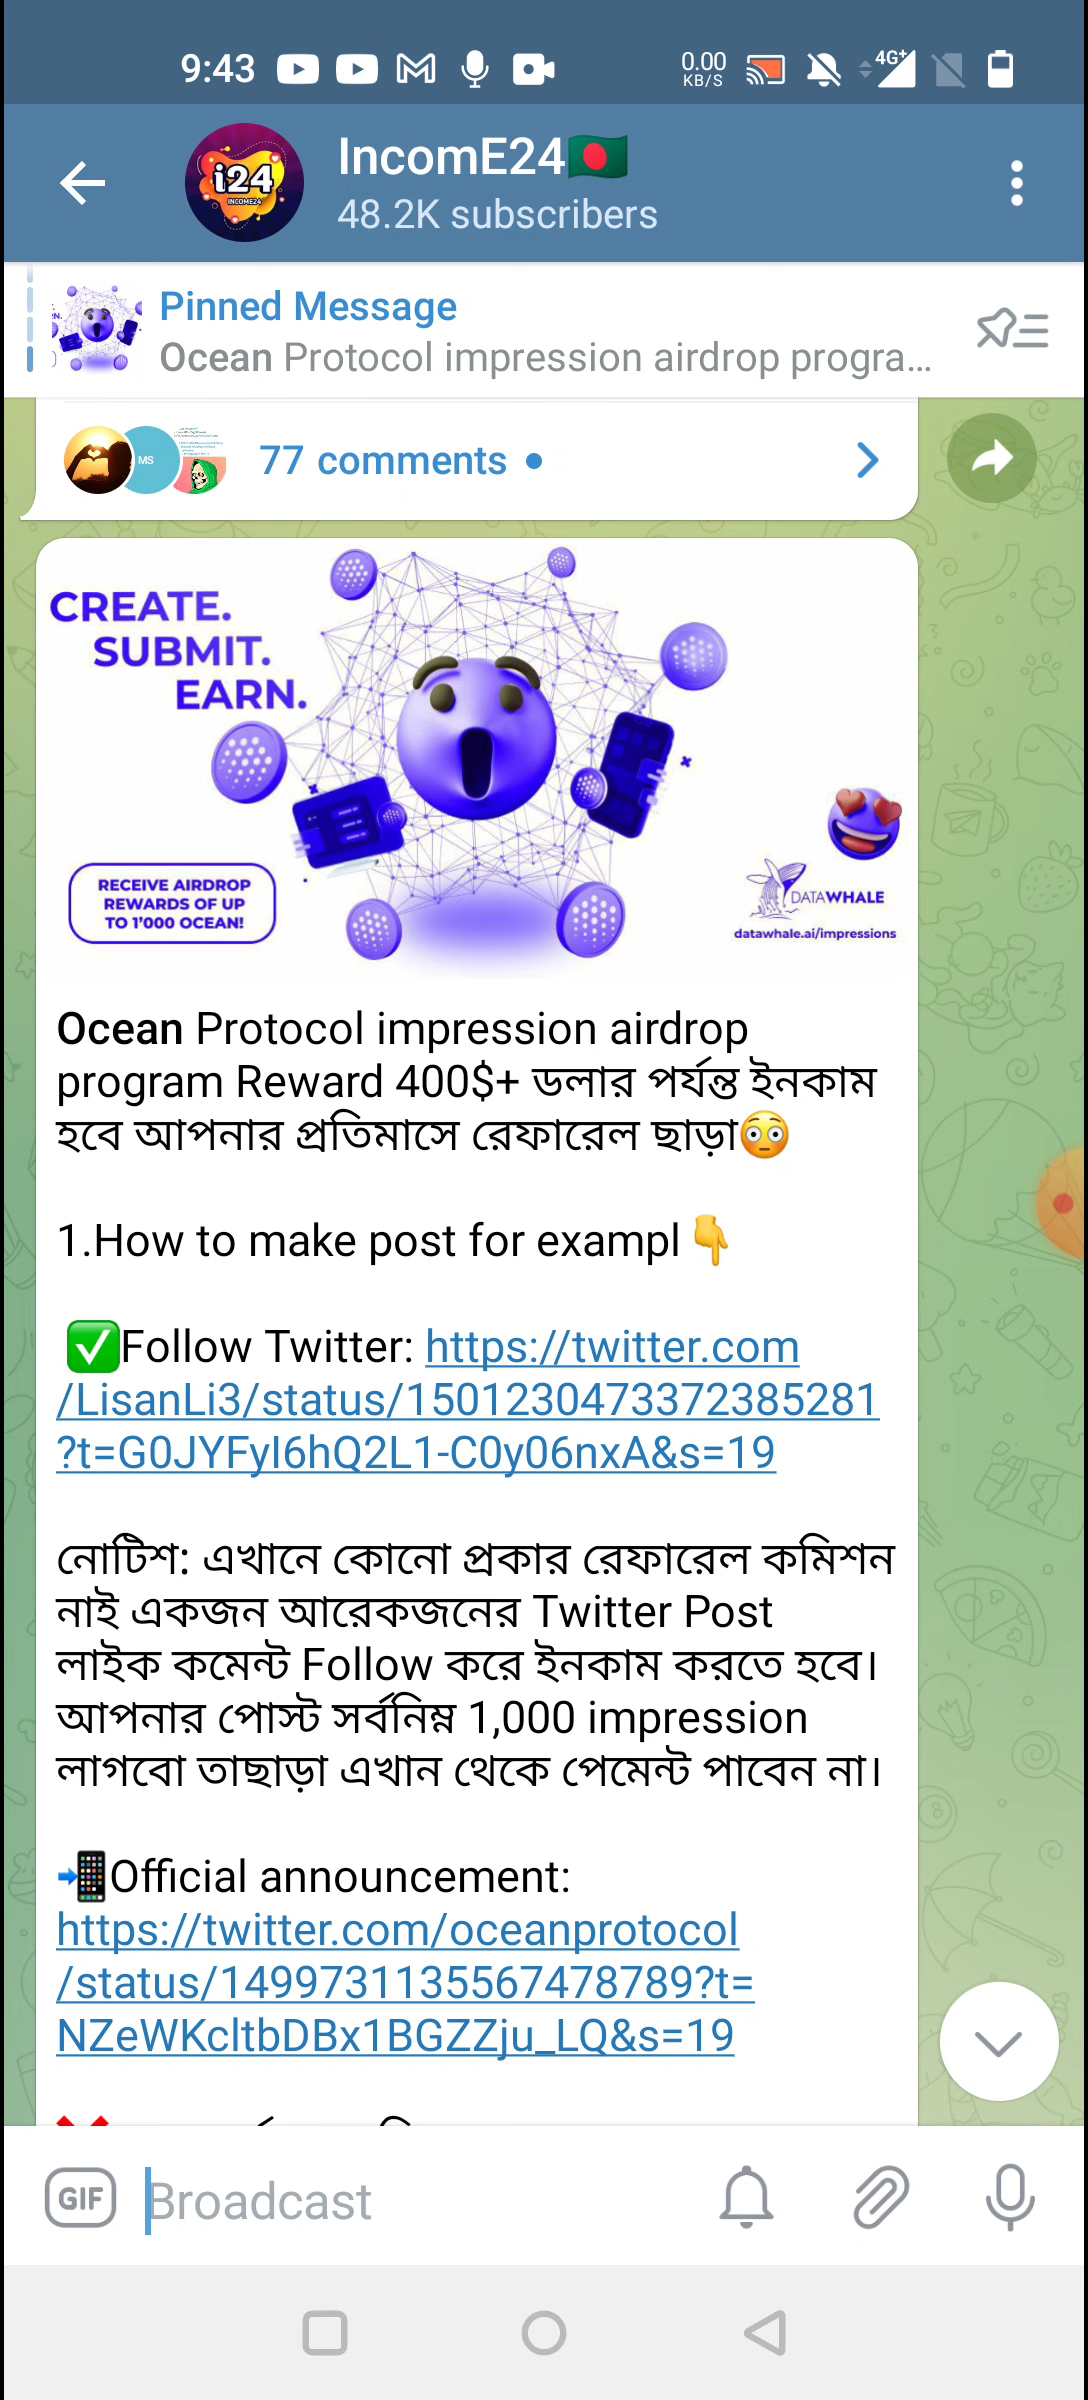 9:43
0.00
KB/S
4G+
i24
INCOME24
IncomE24
48.2K subscribers
Pinned Message
Ocean Protocol impression airdrop progra...
MS
77 comments
CREATE.
SUBMIT.
EARN.
RECEIVE AIRDROP
REWARDS OF UP
TO 1'000 OCEAN!
DATAWHALE
datawhale.ai/impressions
Ocean Protocol impression airdrop
program Reward 400$+ ডলার পর্যন্ত ইনকাম
হবে আপনার প্রতিমাসে রেফারেল ছাড়া😳
1.How to make post for exampl 👇
✅Follow Twitter: https://twitter.com
/LisanLi3/status/1501230473372385281
?t=G0JYFyI6hQ2L1-C0y06nxA&s=19
নোটিশ: এখানে কোনো প্রকার রেফারেল কমিশন
নাই একজন আরেকজনের Twitter Post
লাইক কমেন্ট Follow করে ইনকাম করতে হবে।
আপনার পোস্ট সর্বনিম্ন 1,000 impression
লাগবো তাছাড়া এখান থেকে পেমেন্ট পাবেন না।
📲Official announcement:
https://twitter.com/oceanprotocol
/status/1499731135567478789?t=
NZeWKcltbDBx1BGZZju_LQ&s=19
GIF
Broadcast